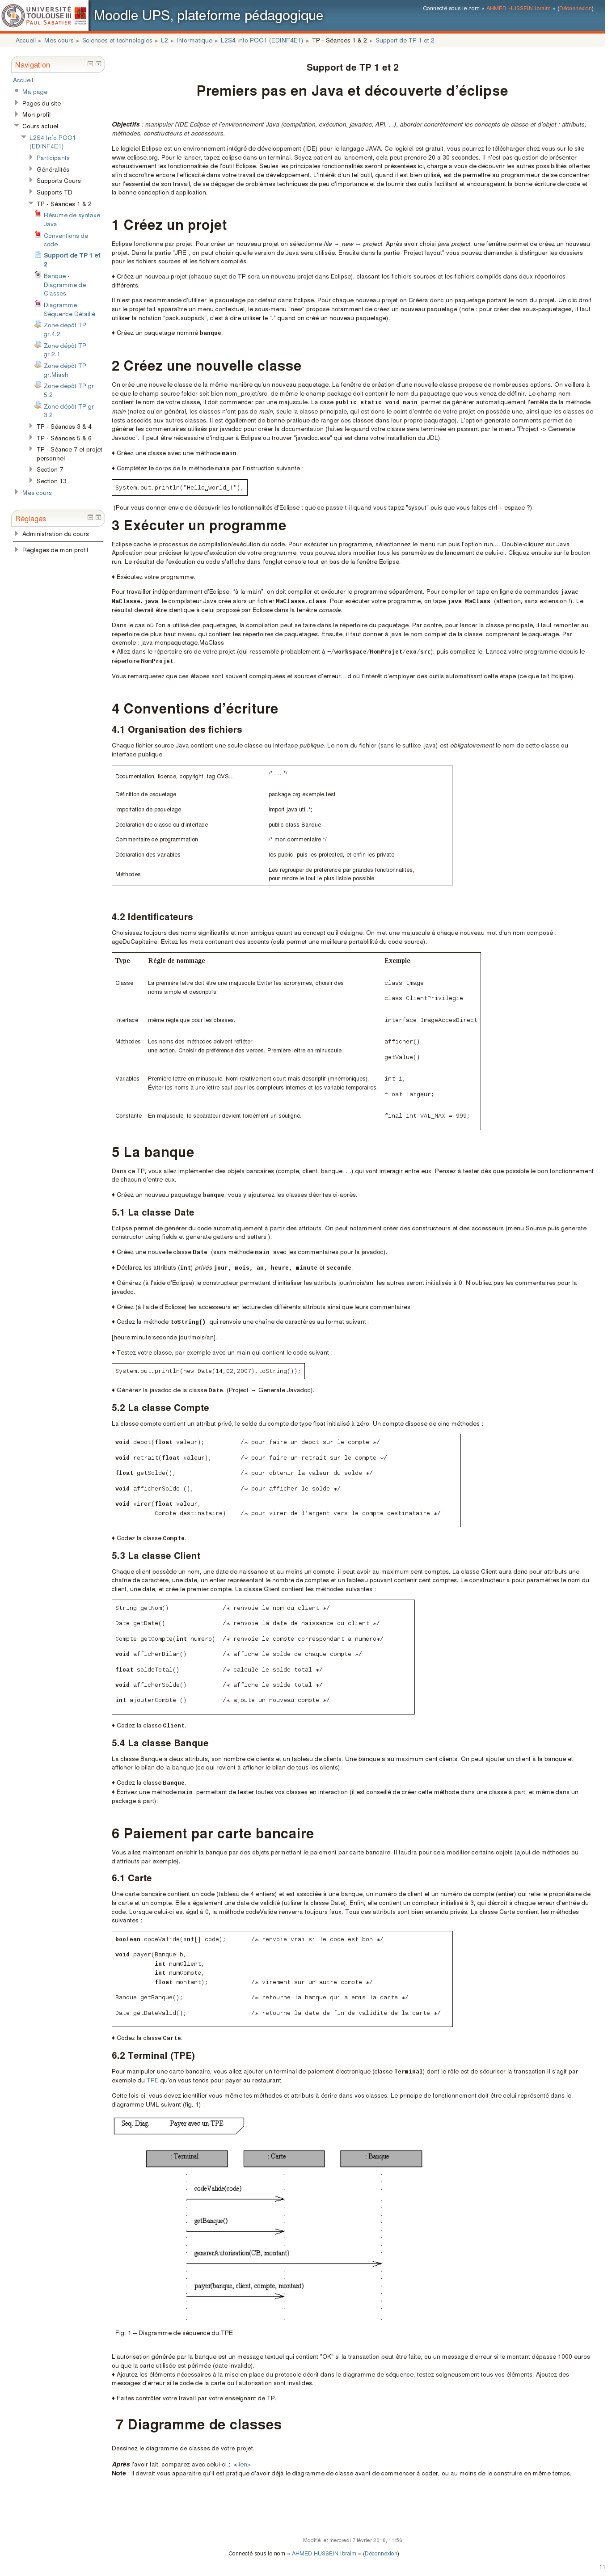 UNIVERSITÉ
TOULOUSE III
PAUL SABATIER
Moodle UPS, plateforme pédagogique
Connecté sous le nom « AHMED HUSSEIN Ibraim » (Déconnexion)
Accueil » Mes cours » Sciences et technologies » L2 » Informatique » L2S4 Info POO1 (EDINF4E1) » TP - Séances 1 & 2 » Support de TP 1 et 2
Navigation
Accueil
Ma page
Pages du site
Mon profil
Cours actuel
L2S4 Info POO1
(EDINF4E1)
Participants
Généralités
Supports Cours
Supports TD
TP - Séances 1 & 2
Résumé de syntaxe
Java
Conventions de
code
Support de TP 1 et
2
Banque -
Diagramme de
Classes
Diagramme
Séquence Détaillé
Zone dépôt TP
gr.4.2
Zone dépôt TP
gr.2.1
Zone dépôt TP
gr.Miash
Zone dépôt TP gr
5.2
Zone dépôt TP gr
3.2
TP - Séances 3 & 4
TP - Séances 5 & 6
TP - Séance 7 et projet
personnel
Section 7
Section 13
Mes cours
Réglages
Administration du cours
Réglages de mon profil
Support de TP 1 et 2
Premiers pas en Java et découverte d'éclipse
Objectifs : manipuler l'IDE Eclipse et l'environnement Java (compilation, exécution, javadoc, API. . .), aborder concrètement les concepts de classe et d'objet : attributs,
méthodes, constructeurs et accesseurs.
Le logiciel Eclipse est un environnement intégré de développement (IDE) pour le langage JAVA. Ce logiciel est gratuit, vous pourrez le télécharger chez vous sur le site
www.eclipse.org. Pour le lancer, tapez eclipse dans un terminal. Soyez patient au lancement, cela peut prendre 20 a 30 secondes. Il n'est pas question de présenter
exhaustivement les fonctionnalités offertes par eclipse. Seules les principales fonctionnalités seront présentées ici, charge à vous de découvrir les autres étapes,
afin d'améliorer l'efficacité de l'outil Eclipse dans votre travail de développement. L'idée dans l'intérêt d'un tel outil, quand il est bien utilisé, est de permettre au programmeur de se concentrer
sur l'essentiel de son travail, de se dégager de problèmes techniques de peu d'importance et de fournir des outils facilitant et encourageant la bonne écriture de code et
la bonne conception d'application.
1 Créez un projet
Eclipse fonctionne par projet. Pour créer un nouveau projet on sélectionne file → new → project. Après avoir choisi java project, une fenêtre permet de créer un nouveau
projet. Dans la partie "JRE", on peut choisir quelle version de Java sera utilisée. Ensuite dans la partie "Project layout" vous pouvez choisir de distinguer les dossiers
sources et les dossiers compilés.
♦ Créez un nouveau projet (chaque sujet de TP sera un nouveau projet dans Eclipse), classant les fichiers sources et les fichiers compilés dans deux répertoires
différents.
Il n'est pas recommandé d'utiliser le paquetage par défaut dans Eclipse. Pour chaque nouveau projet on Créera donc un paquetage portant le nom du projet. Un clic droit
sur le projet fait apparaître un menu contextuel, le sous-menu "new" propose notamment de créer un nouveau paquetage (note : pour des sous-paquetages, il faut
utiliser la notation "pack.subpack", c'est à dire utiliser le "." quand on créé un nouveau paquetage).
♦ Créez un paquetage nommé banque.
2 Créez une nouvelle classe
On crée une nouvelle classe de la même manière qu'un nouveau paquetage. La fenêtre de création d'une nouvelle classe propose de nombreuses options. On veillera à
ce que le champ source folder soit bien nom_projet/src, de même le champ package doit contenir le nom du paquetage que vous venez de définir. Le champ name
contient le nom de votre classe, il doit commencer par une majuscule. La case public static void main permet de générer automatiquement l'entête de la méthode
main (notez qu'en général, les classes n'ont pas de méthode main, cela est réservé à des classes de test ou au point d'entrée de votre projet en phase d'exécution), ainsi que les classes de
tests associés aux autres classes. Il est également bon de générer les commentaires dans leur propre package). L'option generate comments permet de générer des
commentaires utilisables par javadoc pour créer la documentation (faites le quand votre classe sera terminée en passant par le menu "Project -> Generate
Javadoc". Il peut être nécessaire d'indiquer à Eclipse ou trouver "javadoc.exe" qui est dans votre installation du JDL).
♦ Créez une classe avec une méthode main.
♦ Complétez le corps de la méthode main par l'instruction suivante :
System.out.println("Hello␣world␣!");
(Pour vous donner envie de découvrir les fonctionnalités d'Eclipse : que ce passe-t-il quand vous tapez "sysout" puis que vous faites ctrl + espace ?)
3 Exécuter un programme
Eclipse cache le processus de compilation/exécution du code. Pour exécuter un programme, sélectionnez le menu run puis l'option run.... Double-cliquez sur Java
Application pour préciser le type d'exécution de votre programme, vous pouvez alors modifier tous les paramètres de lancement de celui-ci. Cliquez ensuite sur le bouton
run. Le résultat de l'exécution du code s'affiche dans l'onglet console tout en bas de la fenêtre Eclipse.
♦ Exécutez votre programme.
Pour travailler indépendamment d'Eclipse, "à la main", on doit compiler et exécuter le programme séparément. Pour compiler on tape en ligne de commandes javac
MaClasse.java, le compilateur Java crée alors un fichier MaClasse.class. Pour exécuter votre programme, on tape java MaClass (attention, sans extension !). Le
résultat devrait être identique à celui proposé par Eclipse dans la fenêtre console.
Dans le cas où l'on a utilisé des paquetages, la compilation peut se faire dans le répertoire du paquetage. Par contre, pour lancer la classe principale, il faut remonter au
répertoire de plus haut niveau qui contient les répertoires de paquetages. Ensuite, il faut donner à java le nom complet de la classe, comprenant le paquetage. Par
exemple : java monpaquetage.MaClass
♦ Allez dans le répertoire src de votre projet (qui ressemble probablement à ~/workspace/NomProjet/exo/src), puis compilez-le. Lancez votre programme depuis le
répertoire NomProjet.
Vous remarquerez que ces étapes sont souvent compliquées et sources d'erreur... d'où l'intérêt d'employer des outils automatisant cette étape (ce que fait Eclipse).
4 Conventions d'écriture
4.1 Organisation des fichiers
Chaque fichier source Java contient une seule classe ou interface publique. Le nom du fichier (sans le suffixe .java) est obligatoirement le nom de cette classe ou
interface publique.
Documentation, licence, copyright, tag CVS... /* .... */
Définition de paquetage package org.exemple.test
Importation de paquetage import java.util.*;
Déclaration de classe ou d'interface public class Banque
Commentaire de programmation /* mon commentaire */
Déclaration des variables les public, puis les protected, et enfin les private
Méthodes Les regrouper de préférence par grandes fonctionnalités,
pour rendre le tout le plus lisible possible.
4.2 Identificateurs
Choisissez toujours des noms significatifs et non ambigus quant au concept qu'il désigne. On met une majuscule à chaque nouveau mot d'un nom composé :
ageDuCapitaine. Evitez les mots contenant des accents (cela permet une meilleure portablilité du code source).
Type Règle de nommage Exemple
Classe La première lettre doit être une majuscule Éviter les acronymes, choisir des
noms simple et descriptifs.
class Image
class ClientPrivilegie
Interface même règle que pour les classes. interface ImageAccesDirect
Méthodes Les noms des méthodes doivent refléter
une action. Choisir de préférence des verbes. Première lettre en minuscule.
afficher()
getValue()
Variables Première lettre en minuscule. Nom relativement court mais descriptif (mnémoniques).
Éviter les noms à une lettre sauf pour les compteurs internes et les variable temporaires.
int i;
float largeur;
Constante En majuscule, le séparateur devient forcément un souligné. final int VAL_MAX = 999;
5 La banque
Dans ce TP, vous allez implémenter des objets bancaires (compte, client, banque. . .) qui vont interagir entre eux. Pensez à tester dès que possible le bon fonctionnement
de chacun d'entre eux.
♦ Créez un nouveau paquetage banque, vous y ajouterez les classes décrites ci-après.
5.1 La classe Date
Eclipse permet de générer du code automatiquement à partir des attributs. On peut notamment créer des constructeurs et des accesseurs (menu Source puis generate
constructor using fields et generate getters and setters ).
♦ Créez une nouvelle classe Date (sans méthode main avec les commentaires pour la javadoc).
♦ Déclarez les attributs (int) privés jour, mois, an, heure, minute et seconde.
♦ Générez (à l'aide d'Eclipse) le constructeur permettant d'initialiser les attributs jour/mois/an, les autres seront initialisés à 0. N'oubliez pas les commentaires pour la
javadoc.
♦ Créez (à l'aide d'Eclipse) les accesseurs en lecture des différents attributs ainsi que leurs commentaires.
♦ Codez la méthode toString() qui renvoie une chaîne de caractères au format suivant :
[heure:minute:seconde jour/mois/an].
♦ Testez votre classe, par exemple avec un main qui contient le code suivant :
System.out.println(new Date(14,02,2007).toString());
♦ Générez la javadoc de la classe Date. (Project → Generate Javadoc).
5.2 La classe Compte
La classe compte contient un attribut privé, le solde du compte de type float initialisé à zéro. Un compte dispose de cinq méthodes :
void depot(float valeur); /* pour faire un depot sur le compte */
void retrait(float valeur); /* pour faire un retrait sur le compte */
float getSolde(); /* pour obtenir la valeur du solde */
void afficherSolde (); /* pour afficher le solde */
void virer(float valeur,
Compte destinataire) /* pour virer de l'argent vers le compte destinataire */
♦ Codez la classe Compte.
5.3 La classe Client
Chaque client possède un nom, une date de naissance et au moins un compte, il peut avoir au maximum cent comptes. La classe Client aura donc pour attributs une
chaîne de caractère, une date, un entier représentant le nombre de comptes et un tableau pouvant contenir cent comptes. Le constructeur a pour paramètres le nom du
client, une date, et crée le premier compte. La classe Client contient les méthodes suivantes :
String getNom() /* renvoie le nom du client */
Date getDate() /* renvoie la date de naissance du client */
Compte getCompte(int numero) /* renvoie le compte correspondant a numero*/
void afficherBilan() /* affiche le solde de chaque compte */
float soldeTotal() /* calcule le solde total */
void afficherSolde() /* affiche le solde total */
int ajouterCompte () /* ajoute un nouveau compte */
♦ Codez la classe Client.
5.4 La classe Banque
La classe Banque a deux attributs, son nombre de clients et un tableau de clients. Une banque a au maximum cent clients. On peut ajouter un client à la banque et
afficher le bilan de la banque (ce qui revient à afficher le bilan de tous les clients).
♦ Codez la classe Banque.
♦ Ecrivez une méthode main permettant de tester toutes vos classes en interaction (il est conseillé de créer cette méthode dans une classe à part, et même dans un
package à part).
6 Paiement par carte bancaire
Vous allez maintenant enrichir la banque par des objets permettant le paiement par carte bancaire. Il faudra pour cela modifier certains objets (ajout de méthodes ou
d'attributs par exemple).
6.1 Carte
Une carte bancaire contient un code (tableau de 4 entiers) et est associée à une banque, un numéro de client et un numéro de compte (entier) qui relie le propriétaire de
la carte et un compte. Elle a également une date de validité (utiliser la classe Date). Enfin, elle contient un compteur initialisé à 3, qui décroît à chaque erreur d'entrée du
code. Lorsque celui-ci est égal à 0, la méthode codeValide renverra toujours faux. Tous ces attributs sont bien entendu privés. La classe Carte contient les méthodes
suivantes :
boolean codeValide(int[] code); /* renvoie vrai si le code est bon */
void payer(Banque b,
int numClient,
int numCompte,
float montant); /* virement sur un autre compte */
Banque getBanque(); /* retourne la banque qui a emis la carte */
Date getDateValid(); /* retourne la date de fin de validite de la carte */
♦ Codez la classe Carte.
6.2 Terminal (TPE)
Pour manipuler une carte bancaire, vous allez ajouter un terminal de paiement électronique (classe Terminal) dont le rôle est de sécuriser la transaction.Il s'agit par
exemple du TPE qu'on vous tends pour payer au restaurant.
Cette fois-ci, vous devez identifier vous-même les méthodes et attributs à écrire dans vos classes. Le principe de fonctionnement doit être celui représenté dans le
diagramme UML suivant (fig. 1) :
Seq. Diag. Payer avec un TPE
: Terminal : Carte : Banque
codeValide(code)
getBanque()
genererAutorisation(CB, montant)
payer(banque, client, compte, montant)
Fig. 1 – Diagramme de séquence du TPE
L'autorisation générée par la banque est un message textuel qui contient "OK" si la transaction peut être faite, ou un message d'erreur si le montant dépasse 1000 euros
ou que la carte utilisée est périmée (date invalide).
♦ Ajoutez les éléments nécessaires à la mise en place du protocole décrit dans le diagramme de séquence, testez soigneusement tous vos éléments. Ajoutez des
messages d'erreur si le code de la carte ou l'autorisation sont invalides.
♦ Faites contrôler votre travail par votre enseignant de TP.
7 Diagramme de classes
Dessinez le diagramme de classes de votre projet.
Après l'avoir fait, comparez avec celui-ci : «lien»
Note : il devrait vous apparaître qu'il est pratique d'avoir déjà le diagramme de classe avant de commencer à coder, ou au moins de le construire en même temps.
Modifié le: mercredi 7 février 2018, 11:56
Connecté sous le nom « AHMED HUSSEIN Ibraim » (Déconnexion)